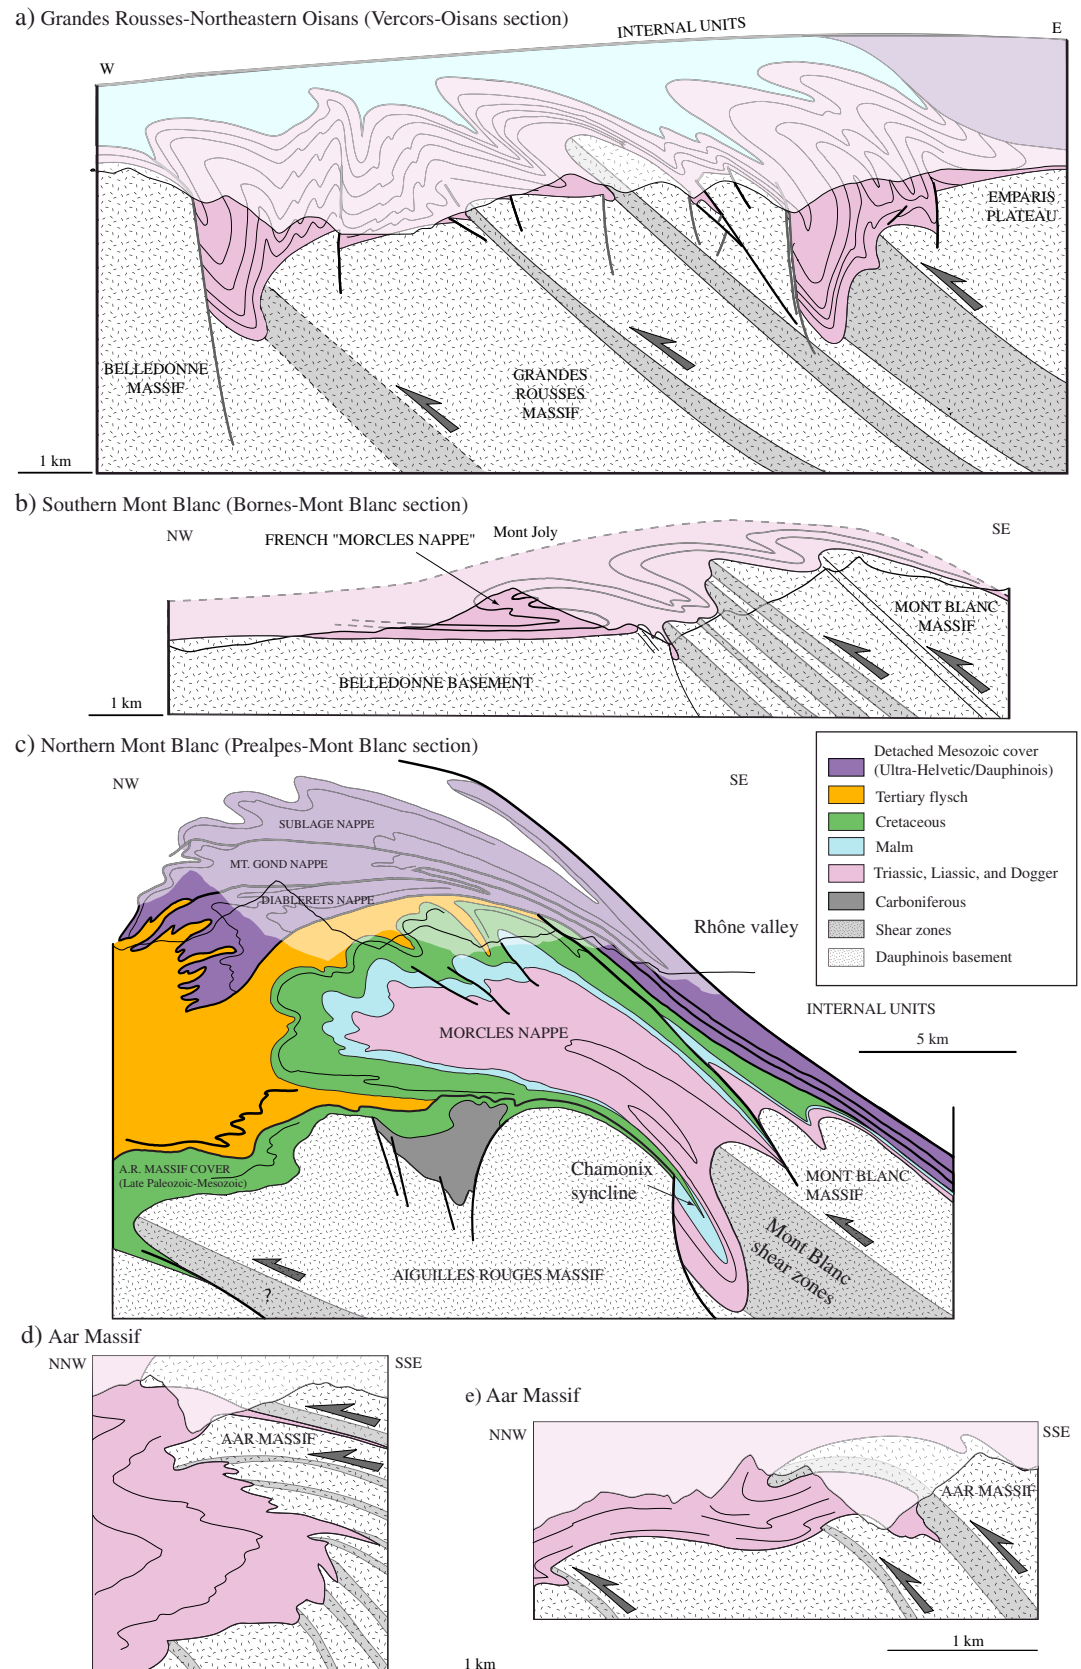 a) Grandes Rousses-Northeastern Oisans (Vercors-Oisans section)
INTERNAL UNITS
W
E
EMPARIS
PLATEAU
BELLEDONNE
MASSIF
GRANDES
ROUSSES
MASSIF
1 km
b) Southern Mont Blanc (Bornes-Mont Blanc section)
NW
FRENCH "MORCLES NAPPE"
Mont Joly
SE
MONT BLANC
MASSIF
BELLEDONNE BASEMENT
1 km
c) Northern Mont Blanc (Prealpes-Mont Blanc section)
NW
SE
Detached Mesozoic cover
(Ultra-Helvetic/Dauphinois)
Tertiary flysch
Cretaceous
Malm
Triassic, Liassic, and Dogger
Carboniferous
Shear zones
Dauphinois basement
SUBLAGE NAPPE
MT. GOND NAPPE
DIABLERETS NAPPE
Rhône valley
INTERNAL UNITS
MORCLES NAPPE
5 km
A.R. MASSIF COVER
(Late Paleozoic-Mesozoic)
Chamonix
syncline
MONT BLANC
MASSIF
Mont Blanc
shear zones
AIGUILLES ROUGES MASSIF
?
d) Aar Massif
NNW
SSE
AAR MASSIF
1 km
e) Aar Massif
NNW
SSE
AAR MASSIF
1 km